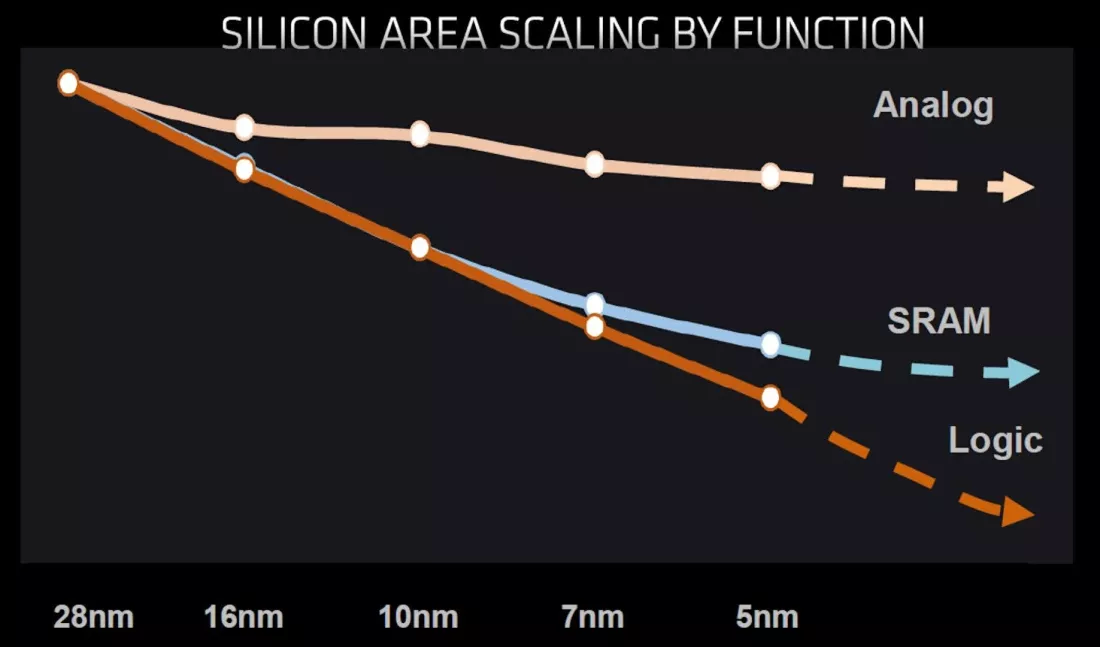 SILICON AREA SCALING BY FUNCTION
Analog
SRAM
Logic
28nm 16nm 10nm 7nm 5nm